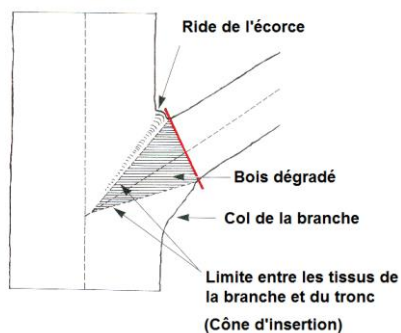 Ride de l'écorce
Bois dégradé
Col de la branche
Limite entre les tissus de
la branche et du tronc
(Cône d'insertion)